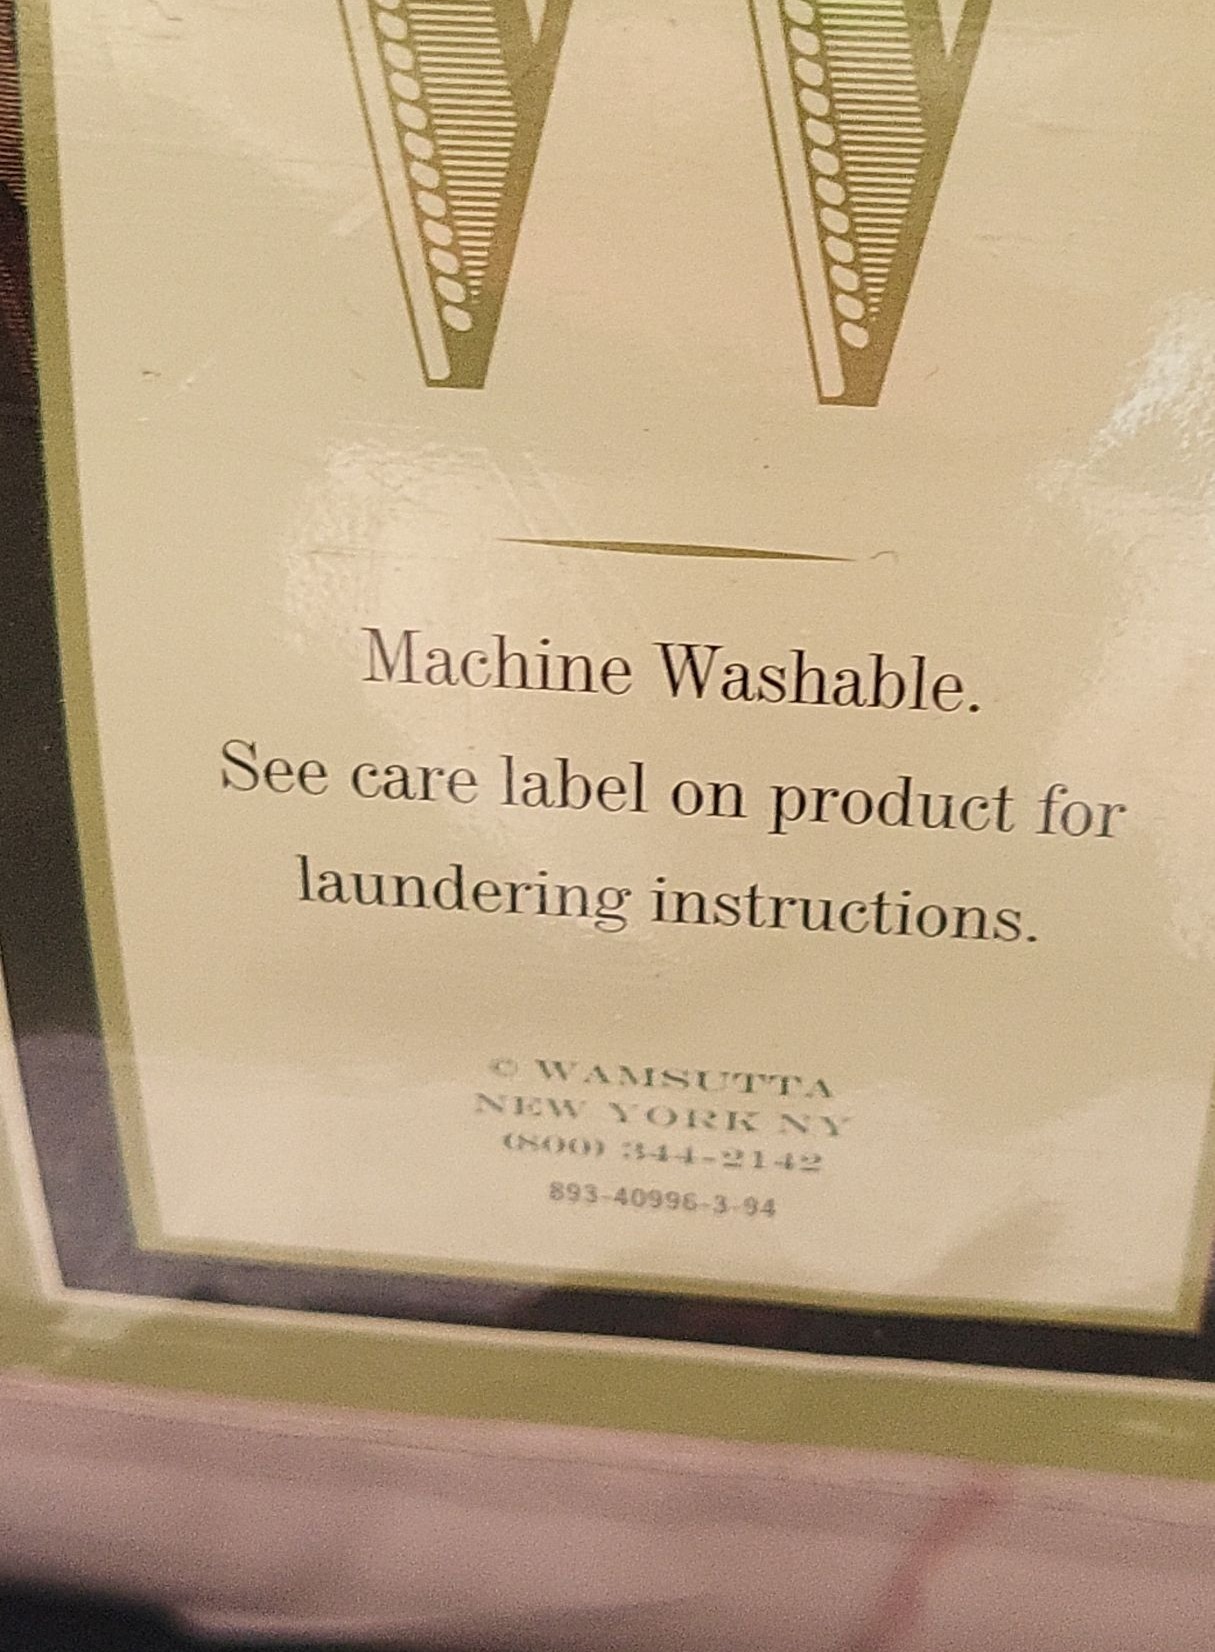 W
Machine Washable.
See care label on product for
laundering instructions.
© WAMSUTTA
NEW YORK NY
(800) 344-2142
893-40996-3-94